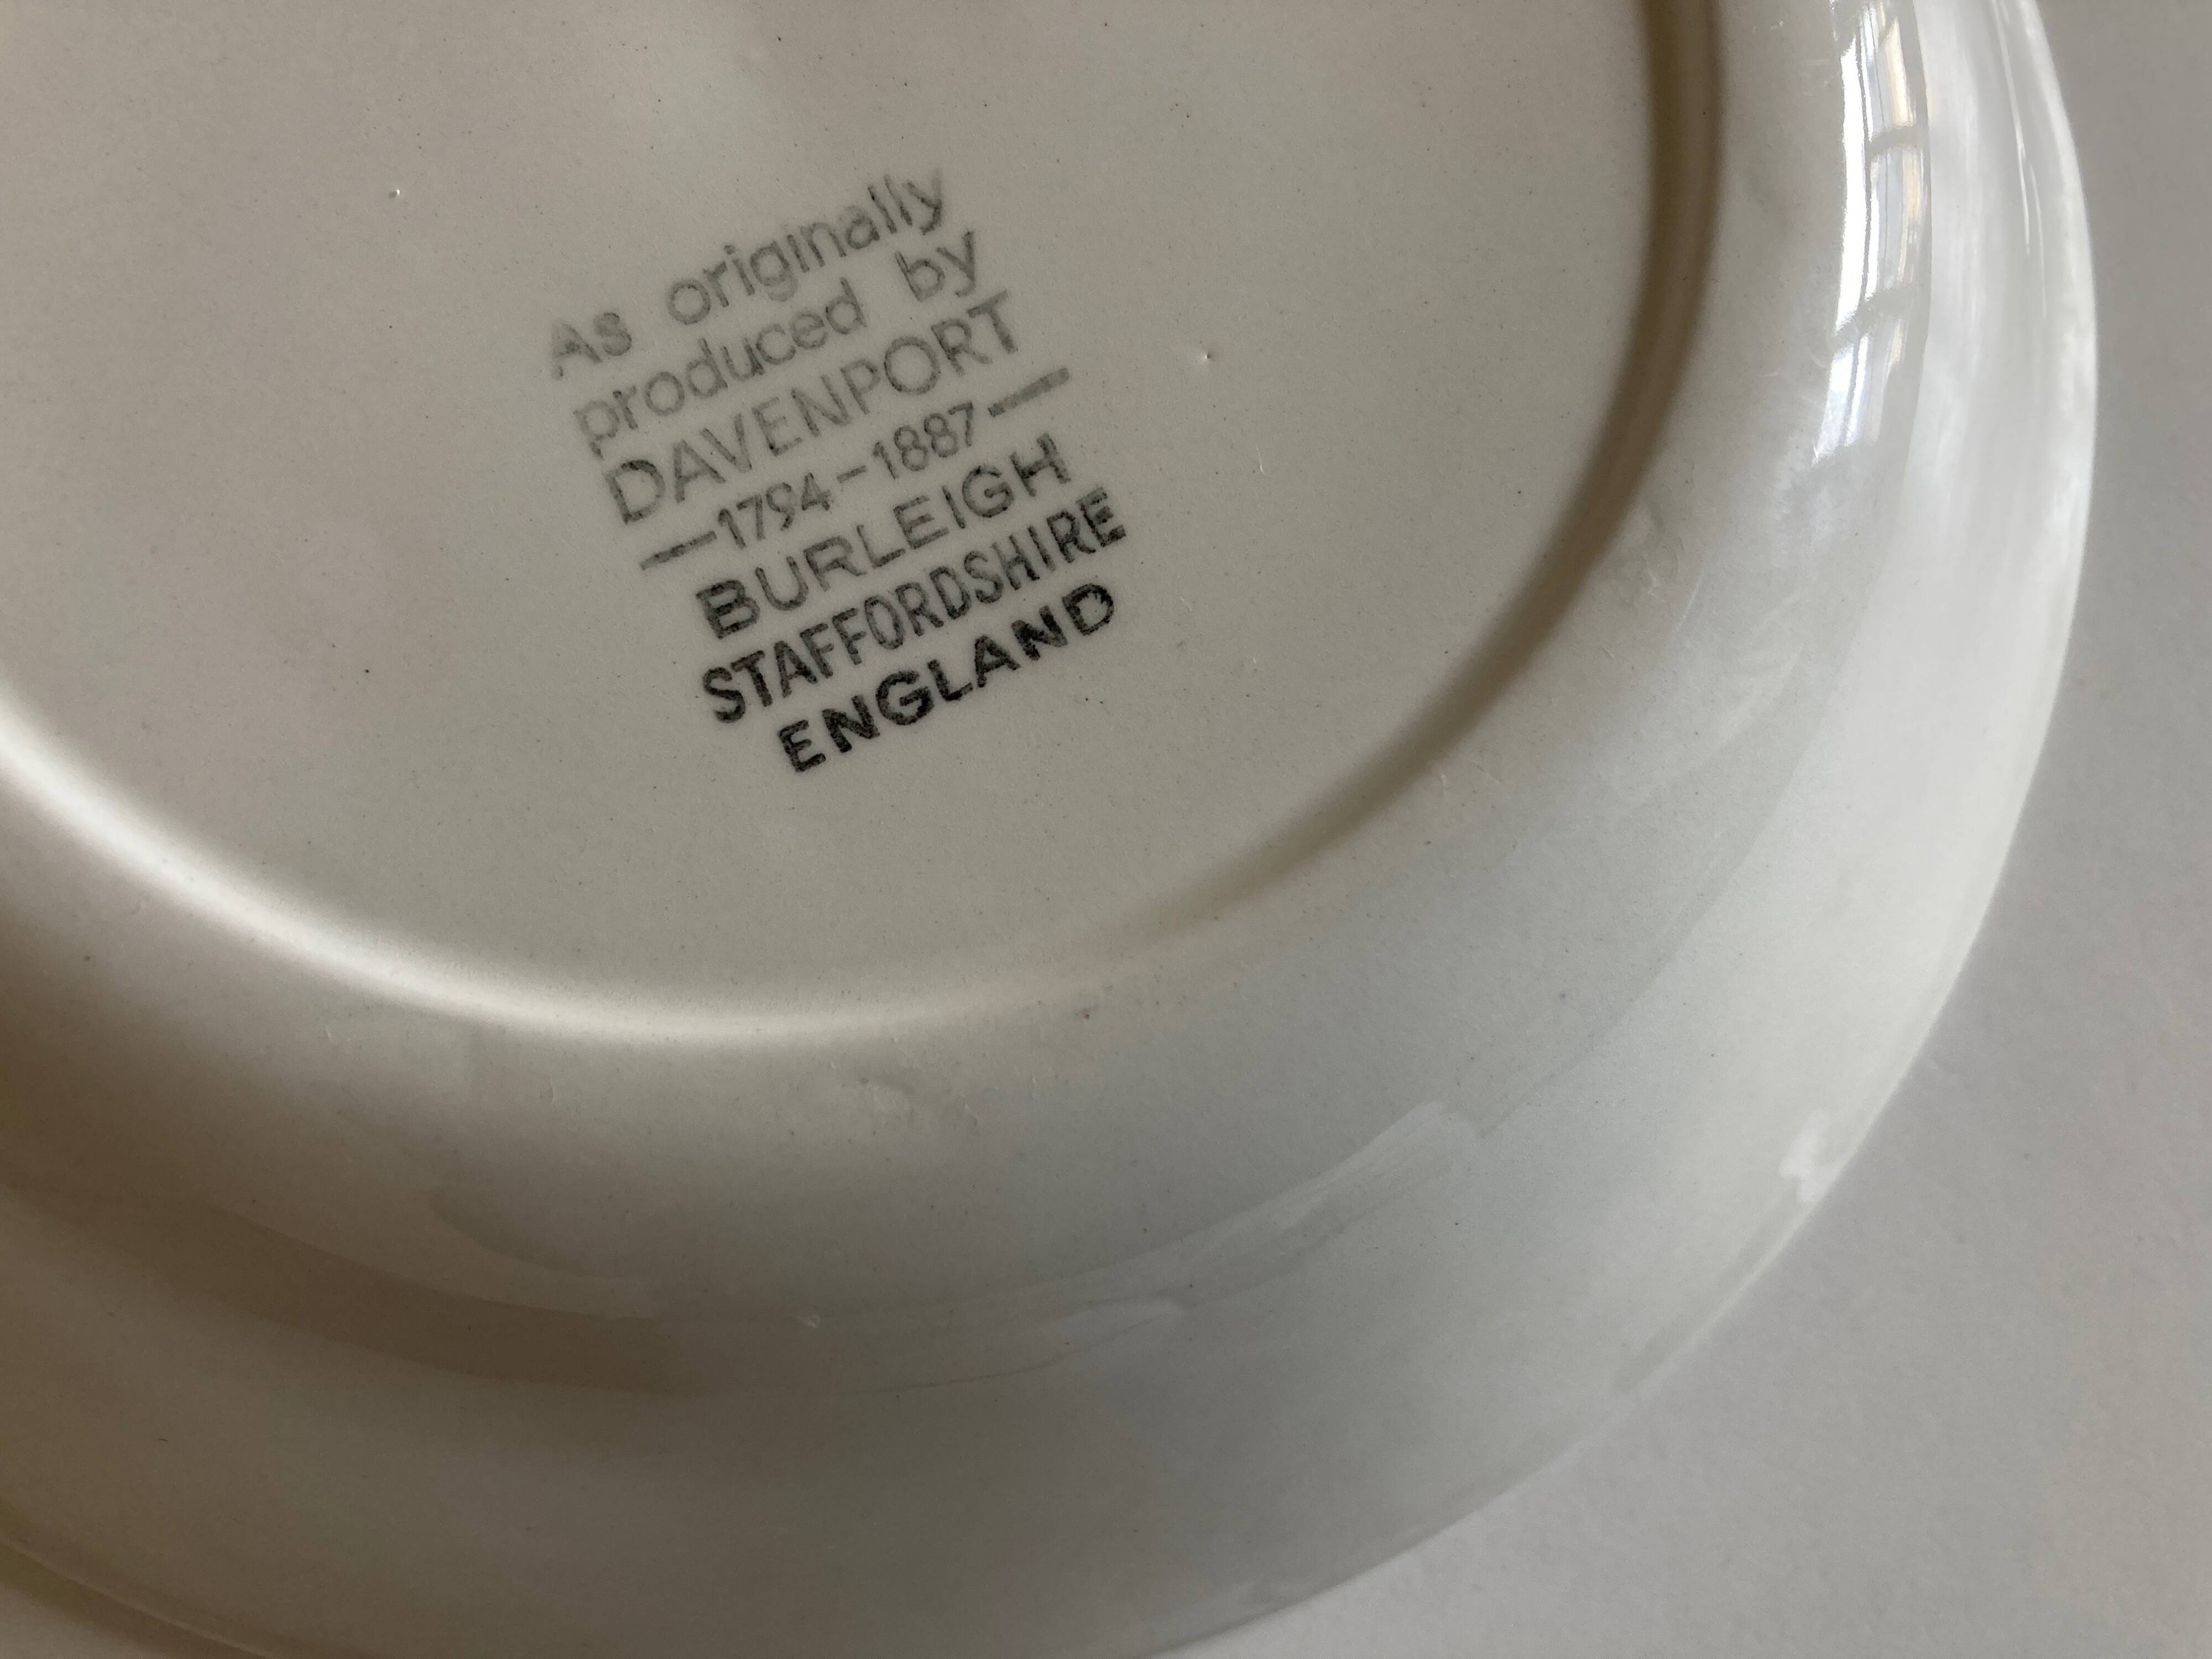 As originally
produced by
DAVENPORT
—1794-1887—
BURLEIGH
STAFFORDSHIRE
ENGLAND